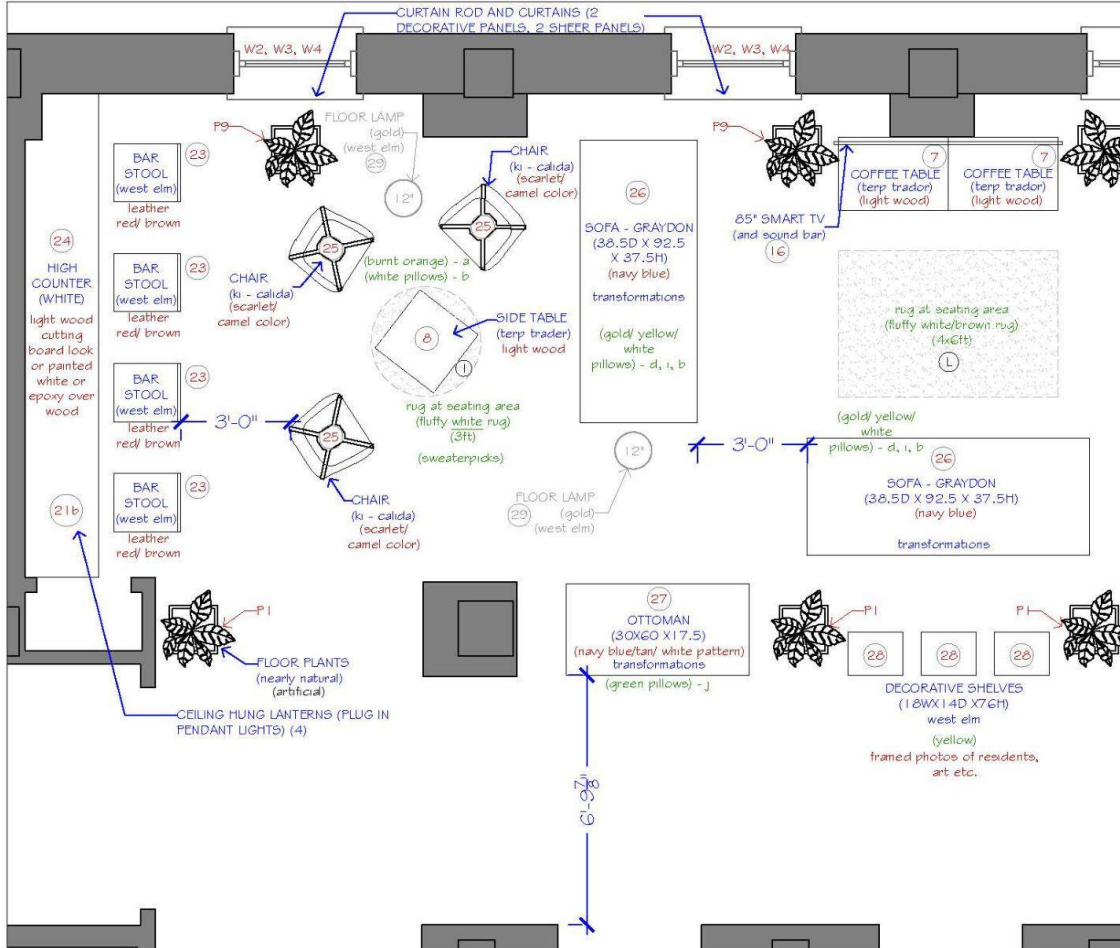 CURTAIN ROD AND CURTAINS (2
DECORATIVE PANELS, 2 SHEER PANELS)
W2, W3, W4
W2, W3, W4
P9
FLOOR LAMP
(gold)
(west elm)
29
12"
CHAIR
(ki - calida)
(scarlet/
camel color)
25
P9
7
COFFEE TABLE
(terp trador)
(light wood)
7
COFFEE TABLE
(terp trador)
(light wood)
85" SMART TV
(and sound bar)
16
BAR
STOOL
(west elm)
23
leather
red/ brown
BAR
STOOL
(west elm)
23
leather
red/ brown
BAR
STOOL
(west elm)
23
leather
red/ brown
BAR
STOOL
(west elm)
23
leather
red/ brown
24
HIGH
COUNTER
(WHITE)
light wood
cutting
board look
or painted
white or
epoxy over
wood
21b
25
CHAIR
(ki - calida)
(scarlet/
camel color)
(burnt orange) - a
(white pillows) - b
8
SIDE TABLE
(terp trader)
light wood
I
rug at seating area
(fluffy white rug)
(3ft)
(sweaterpicks)
26
SOFA - GRAYDON
(38.5D X 92.5
X 37.5H)
(navy blue)
transformations
(gold/ yellow/
white
pillows) - d, i, b
rug at seating area
(fluffy white/brown rug)
(4x6ft)
L
3'-0"
25
CHAIR
(ki - calida)
(scarlet/
camel color)
12"
FLOOR LAMP
(gold)
29
(west elm)
3'-0"
(gold/ yellow/
white
pillows) - d, i, b
26
SOFA - GRAYDON
(38.5D X 92.5 X 37.5H)
(navy blue)
transformations
P1
FLOOR PLANTS
(nearly natural)
(artificial)
CEILING HUNG LANTERNS (PLUG IN
PENDANT LIGHTS) (4)
27
OTTOMAN
(30X60 X17.5)
(navy blue/tan/ white pattern)
transformations
(green pillows) - j
P1
P1
28
28
28
DECORATIVE SHELVES
(18WX14D X76H)
west elm
(yellow)
framed photos of residents,
art etc.
6'-9 7/8"